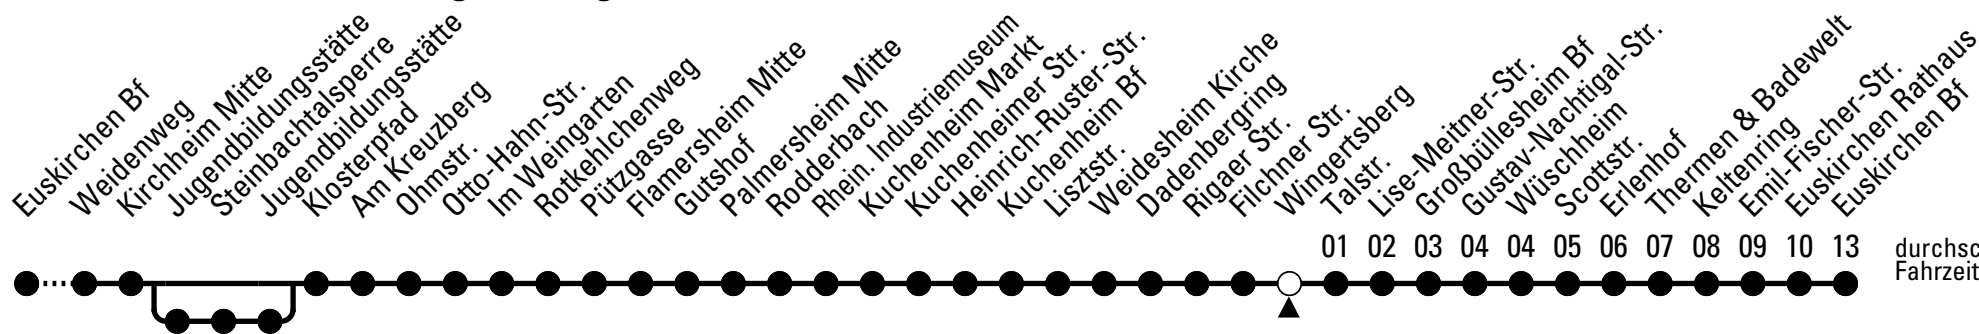 Euskirchen Bf
Weidenweg
Kirchheim Mitte
Jugendbildungsstätte
Steinbachtalsperre
Jugendbildungsstätte
Klosterpfad
Am Kreuzberg
Ohmstr.
Otto-Hahn-Str.
Im Weingarten
Rotkehlchenweg
Pützgasse
Flamersheim Mitte
Gutshof
Palmersheim Mitte
Rodderbach
Rhein. Industriemuseum
Kuchenheim Markt
Kuchenheimer Str.
Heinrich-Ruster-Str.
Kuchenheim Bf
Lisztstr.
Weidesheim Kirche
Dadenbergring
Rigaer Str.
Filchner Str.
Wingertsberg
Talstr.
Lise-Meitner-Str.
Großbüllesheim Bf
Gustav-Nachtigal-Str.
Wüschheim
Scottstr.
Erlenhof
Thermen & Badewelt
Keltenring
Emil-Fischer-Str.
Euskirchen Rathaus
Euskirchen Bf
01 02 03 04 04 05 06 07 08 09 10 13
durchsc
Fahrzeit